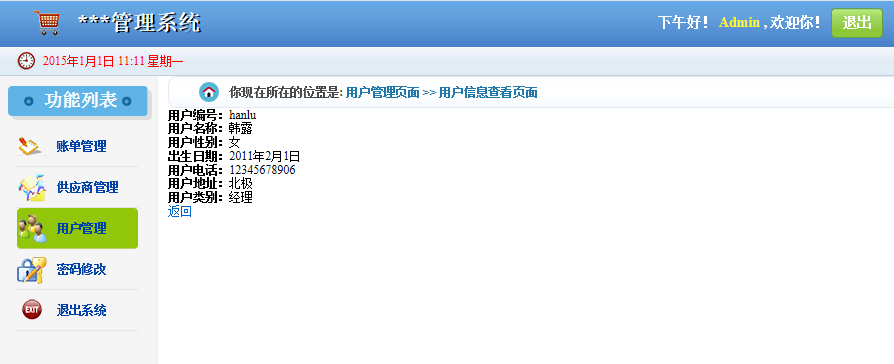 ***管理系统
下午好！ Admin , 欢迎你！ 退出
2015年1月1日 11:11 星期一
功能列表
你现在所在的位置是: 用户管理页面 >> 用户信息查看页面
用户编号：hanlu
用户名称：韩露
用户性别：女
出生日期：2011年2月1日
用户电话：12345678906
用户地址：北极
用户类别：经理
返回
账单管理
供应商管理
用户管理
密码修改
EXIT 退出系统